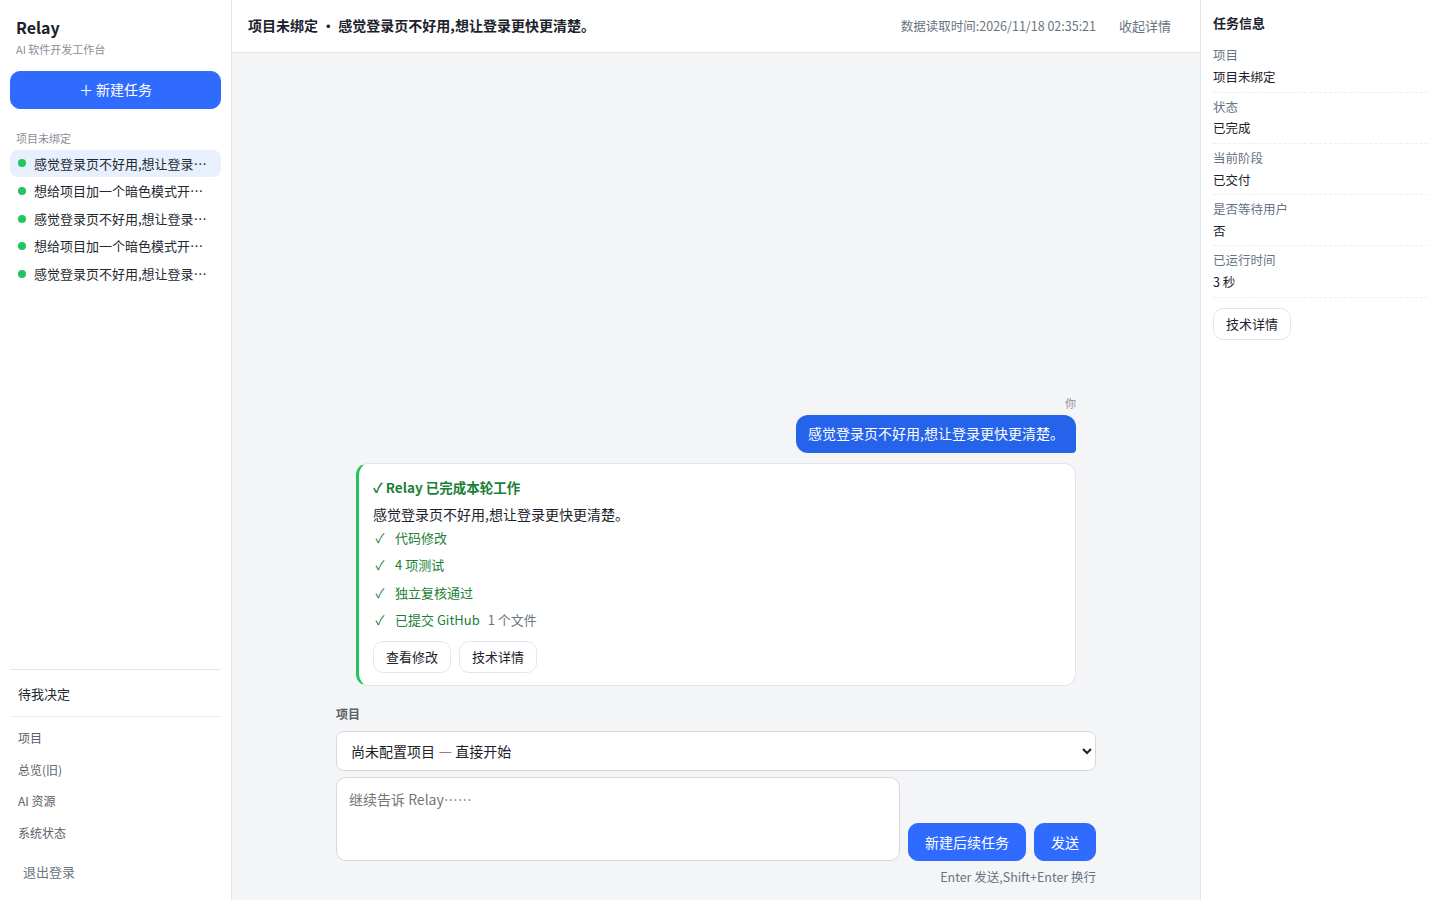 Relay
AI 软件开发工作台
＋ 新建任务
项目未绑定
感觉登录页不好用,想让登录…
想给项目加一个暗色模式开…
感觉登录页不好用,想让登录…
想给项目加一个暗色模式开…
感觉登录页不好用,想让登录…
待我决定
项目
总览(旧)
AI 资源
系统状态
退出登录
项目未绑定 · 感觉登录页不好用,想让登录更快更清楚。
数据读取时间:2026/11/18 02:35:21
收起详情
你
感觉登录页不好用,想让登录更快更清楚。
✓ Relay 已完成本轮工作
感觉登录页不好用,想让登录更快更清楚。
✓ 代码修改
✓ 4 项测试
✓ 独立复核通过
✓ 已提交 GitHub 1 个文件
查看修改
技术详情
项目
尚未配置项目 — 直接开始
继续告诉 Relay……
新建后续任务
发送
Enter 发送,Shift+Enter 换行
任务信息
项目
项目未绑定
状态
已完成
当前阶段
已交付
是否等待用户
否
已运行时间
3 秒
技术详情